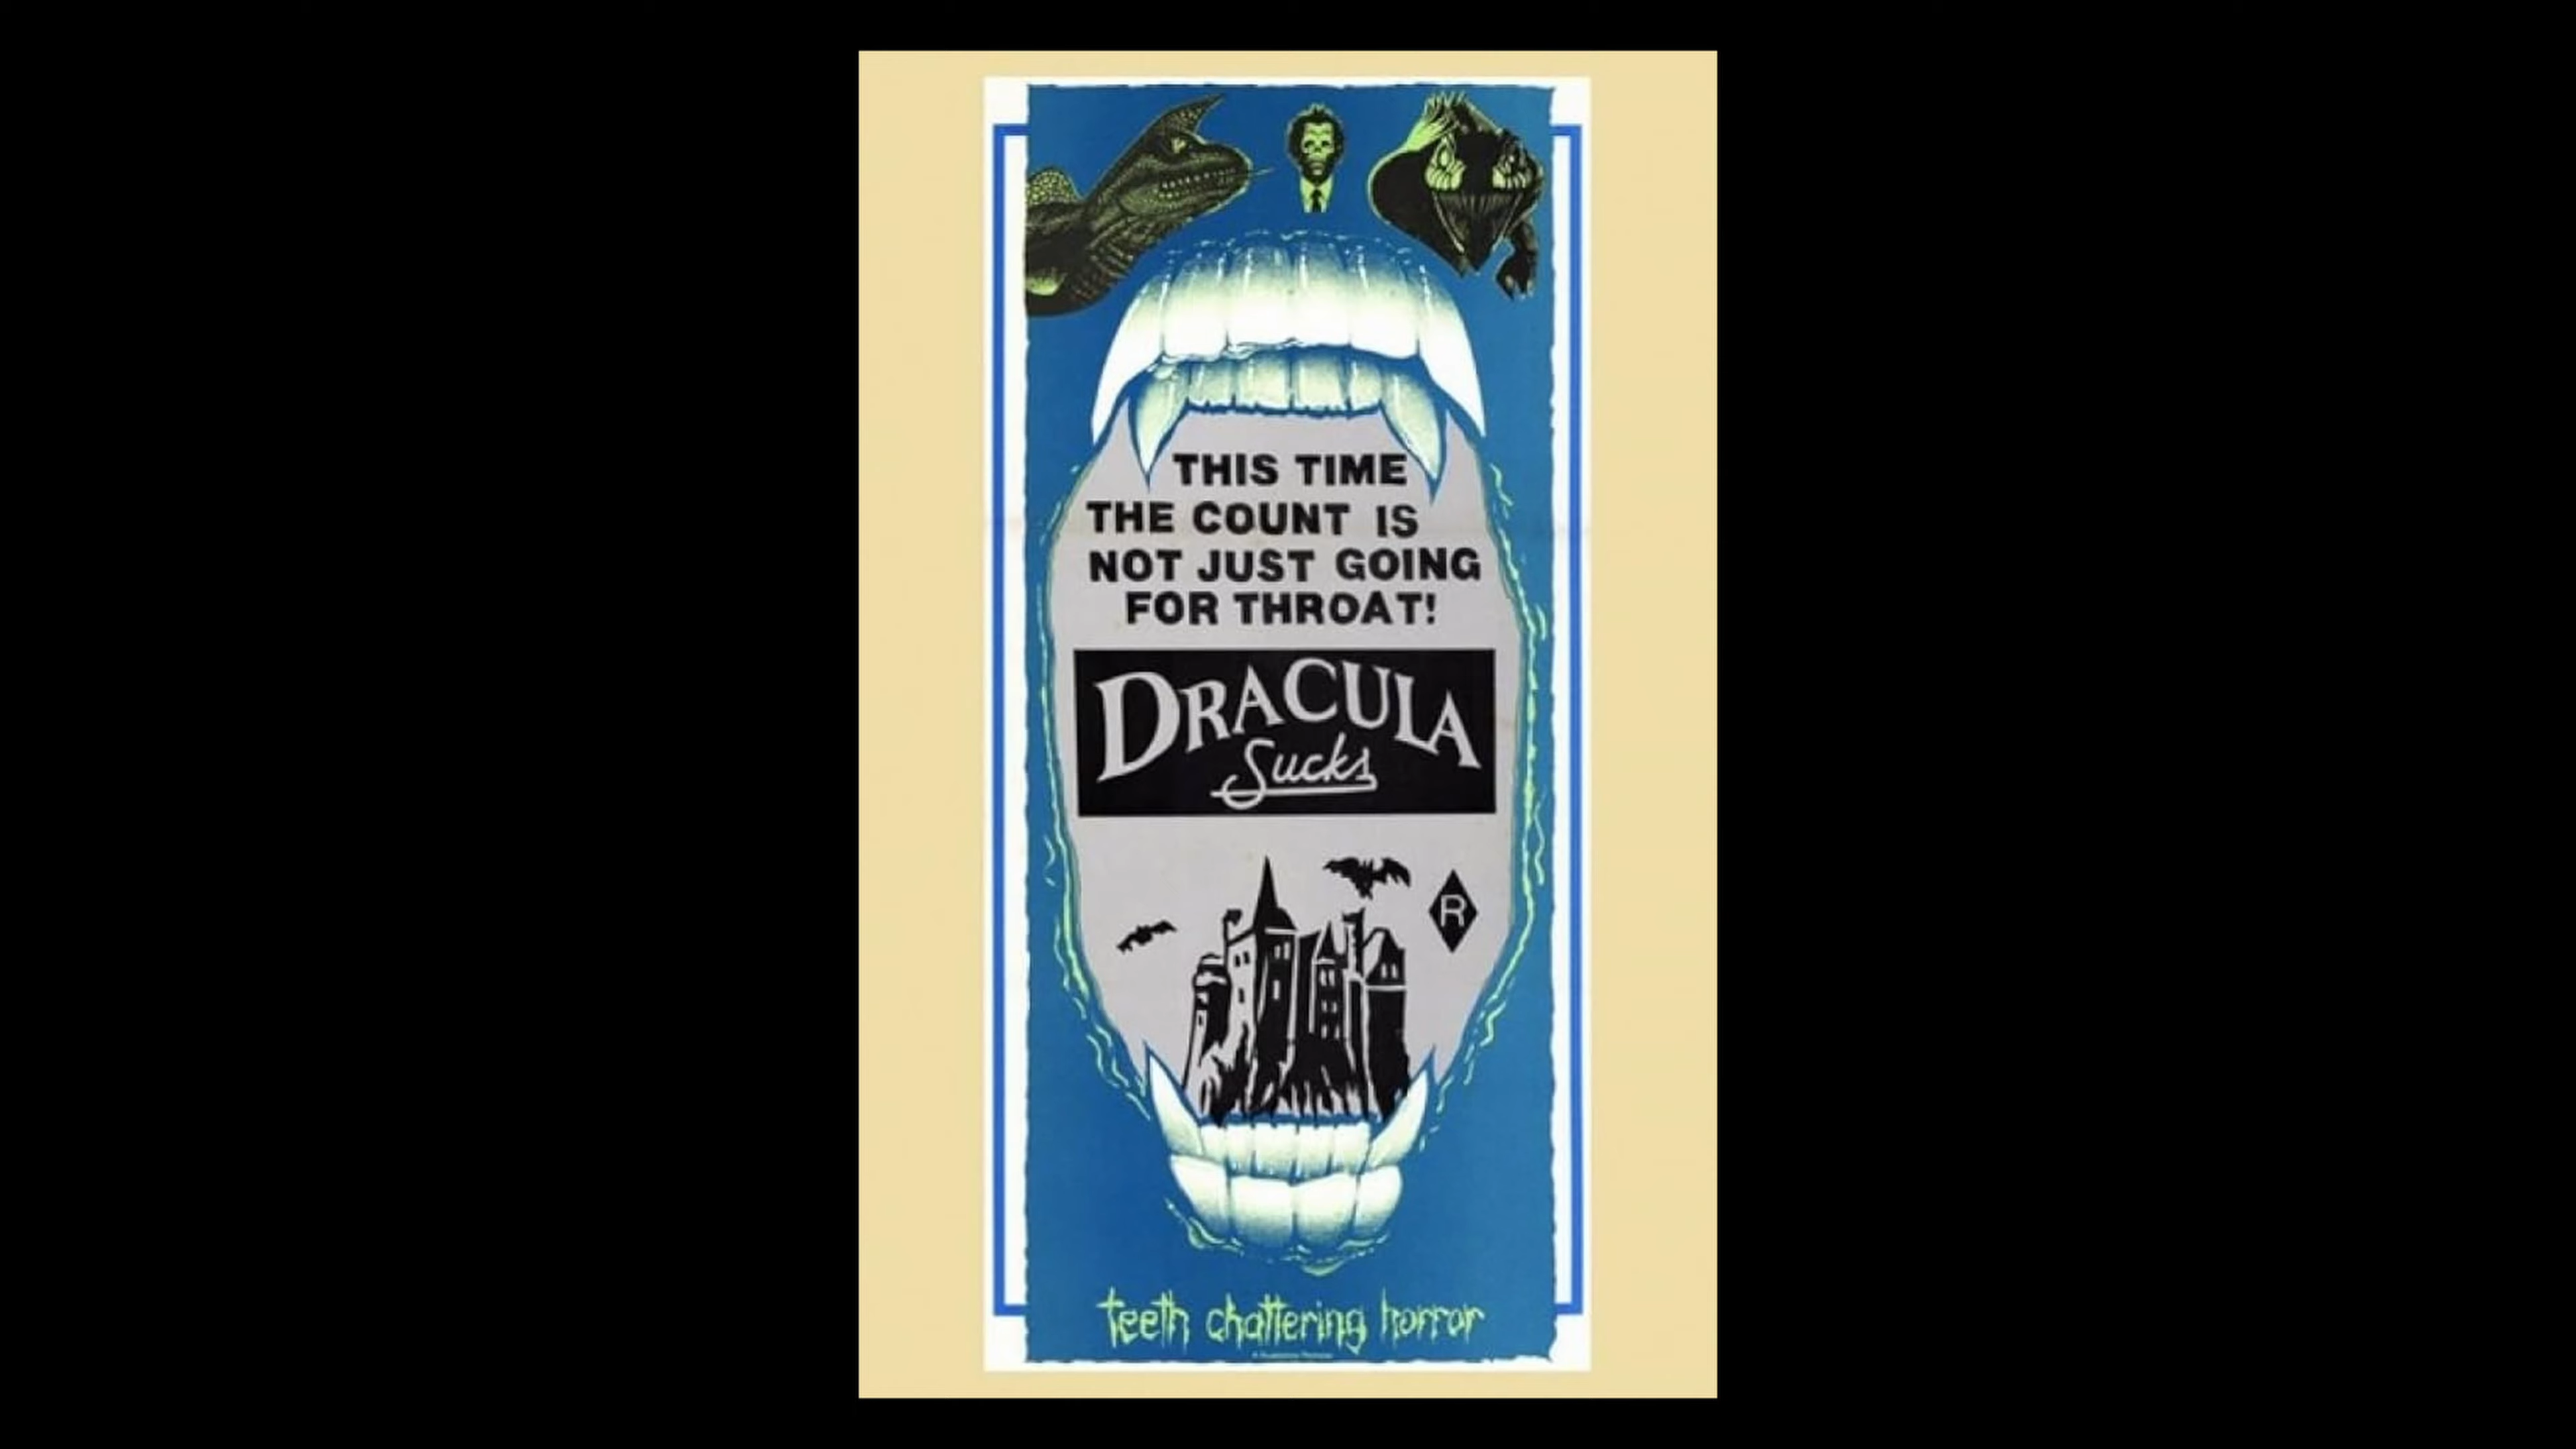 THIS TIME
THE COUNT IS
NOT JUST GOING
FOR THROAT!
DRACULA
Sucks
R
teeth chattering horror